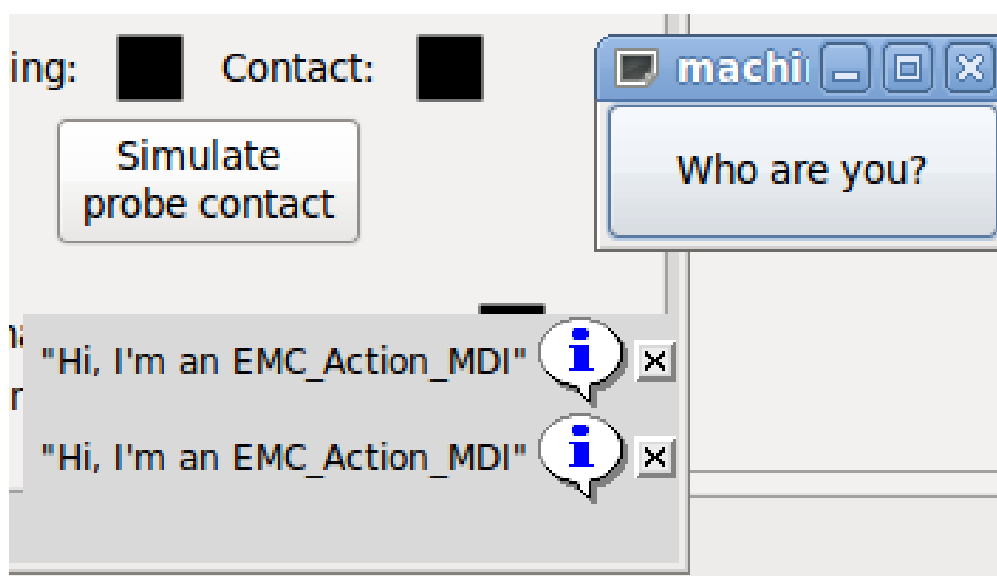 ing:
Contact:
machi
Simulate
probe contact
Who are you?
"Hi, I'm an EMC_Action_MDI"
"Hi, I'm an EMC_Action_MDI"